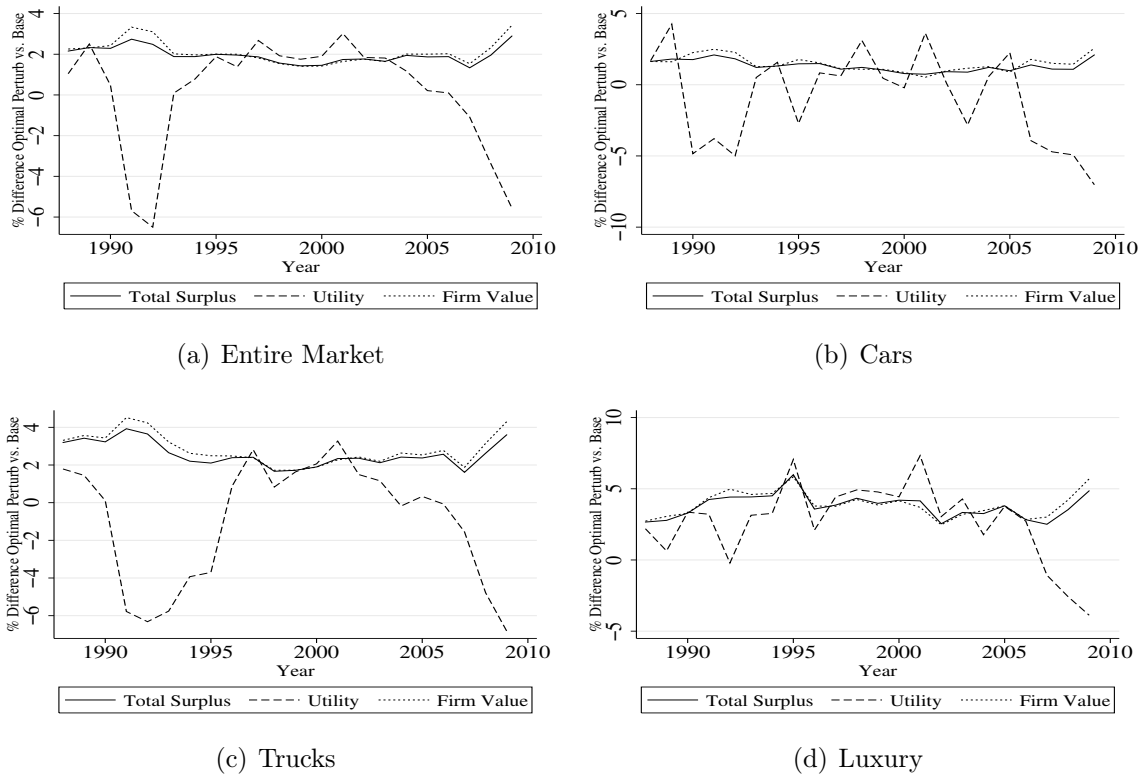 % Difference Optimal Perturb vs. Base
4
2
0
−2
−4
−6
1990 1995 2000 2005 2010
Year
Total Surplus Utility Firm Value
(a) Entire Market
% Difference Optimal Perturb vs. Base
5
0
−5
−10
1990 1995 2000 2005 2010
Year
Total Surplus Utility Firm Value
(b) Cars
% Difference Optimal Perturb vs. Base
4
2
0
−2
−4
−6
1990 1995 2000 2005 2010
Year
Total Surplus Utility Firm Value
(c) Trucks
% Difference Optimal Perturb vs. Base
10
5
0
−5
1990 1995 2000 2005 2010
Year
Total Surplus Utility Firm Value
(d) Luxury